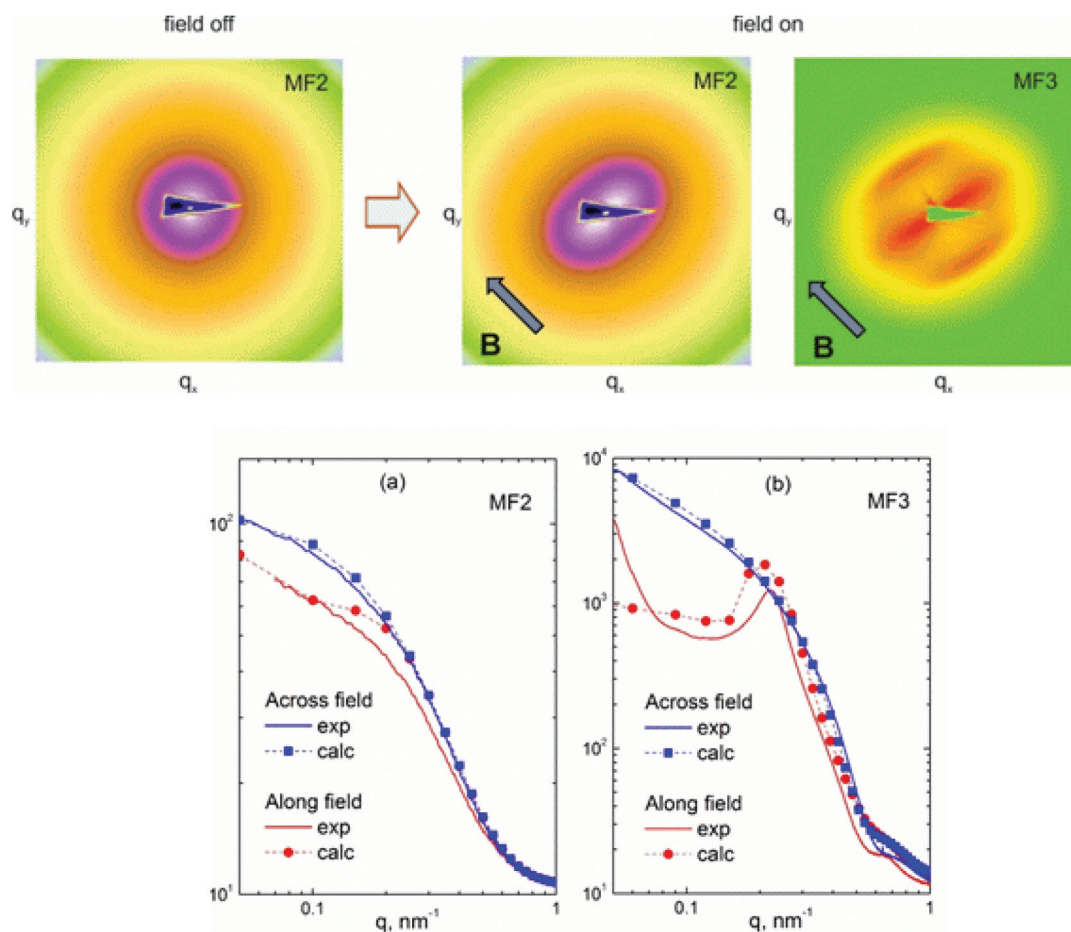 field off
field on
MF2
MF2
MF3
q_y
q_y
q_y
B
B
q_x
q_x
q_x
(a)
MF2
10^2
Across field
exp
calc
Along field
exp
calc
10^1
0.1
1
q, nm^-1
10^4
(b)
MF3
10^3
Across field
exp
calc
10^2
Along field
exp
calc
10^1
0.1
1
q, nm^-1